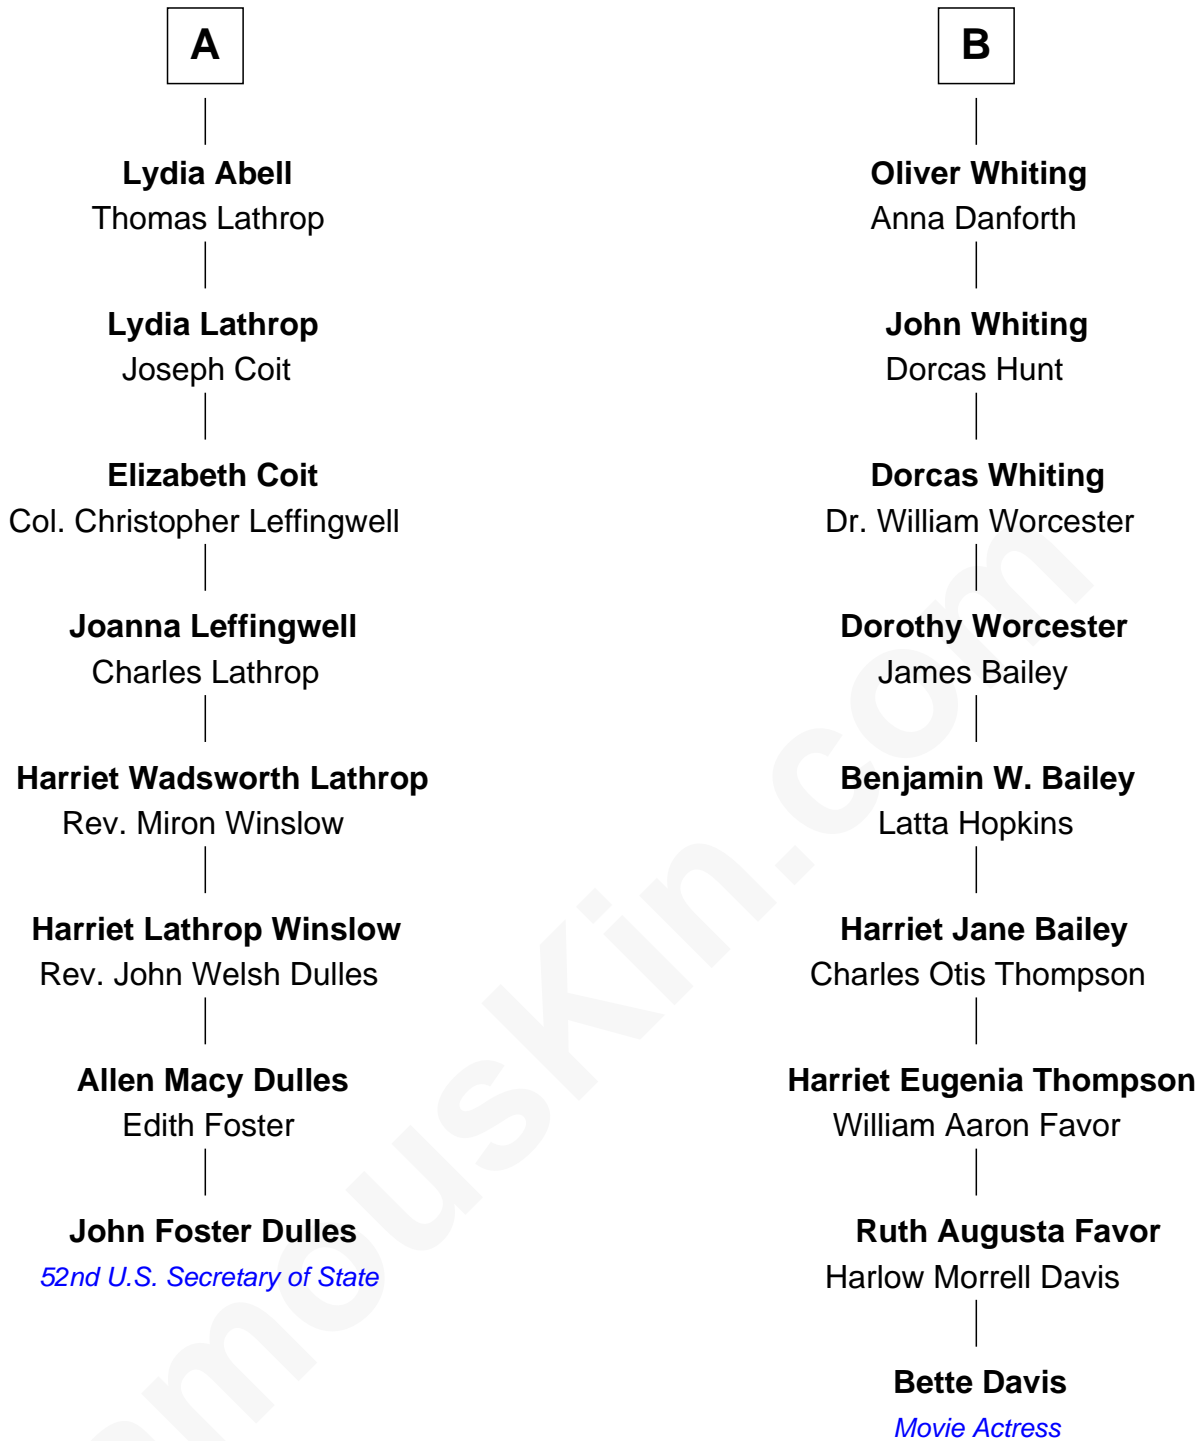 A
Lydia Abell
Thomas Lathrop
Lydia Lathrop
Joseph Coit
Elizabeth Coit
Col. Christopher Leffingwell
Joanna Leffingwell
Charles Lathrop
Harriet Wadsworth Lathrop
Rev. Miron Winslow
Harriet Lathrop Winslow
Rev. John Welsh Dulles
Allen Macy Dulles
Edith Foster
John Foster Dulles
52nd U.S. Secretary of State
B
Oliver Whiting
Anna Danforth
John Whiting
Dorcas Hunt
Dorcas Whiting
Dr. William Worcester
Dorothy Worcester
James Bailey
Benjamin W. Bailey
Latta Hopkins
Harriet Jane Bailey
Charles Otis Thompson
Harriet Eugenia Thompson
William Aaron Favor
Ruth Augusta Favor
Harlow Morrell Davis
Bette Davis
Movie Actress
amousKin.com